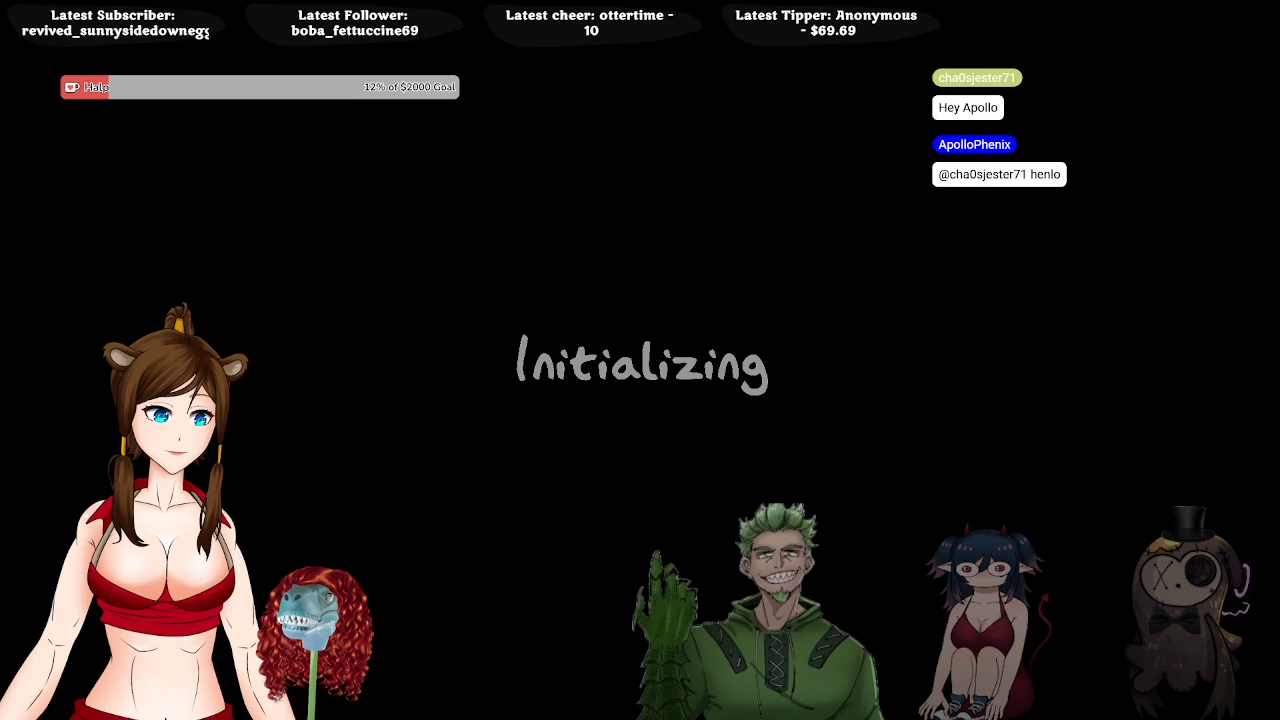 Latest Subscriber:
revived_sunnysidedownegg
Latest Follower:
boba_fettuccine69
Latest cheer: ottertime -
10
Latest Tipper: Anonymous
- $69.69
Halo
12% of $2000 Goal
cha0sjester71
Hey Apollo
ApolloPhenix
@cha0sjester71 henlo
Initializing